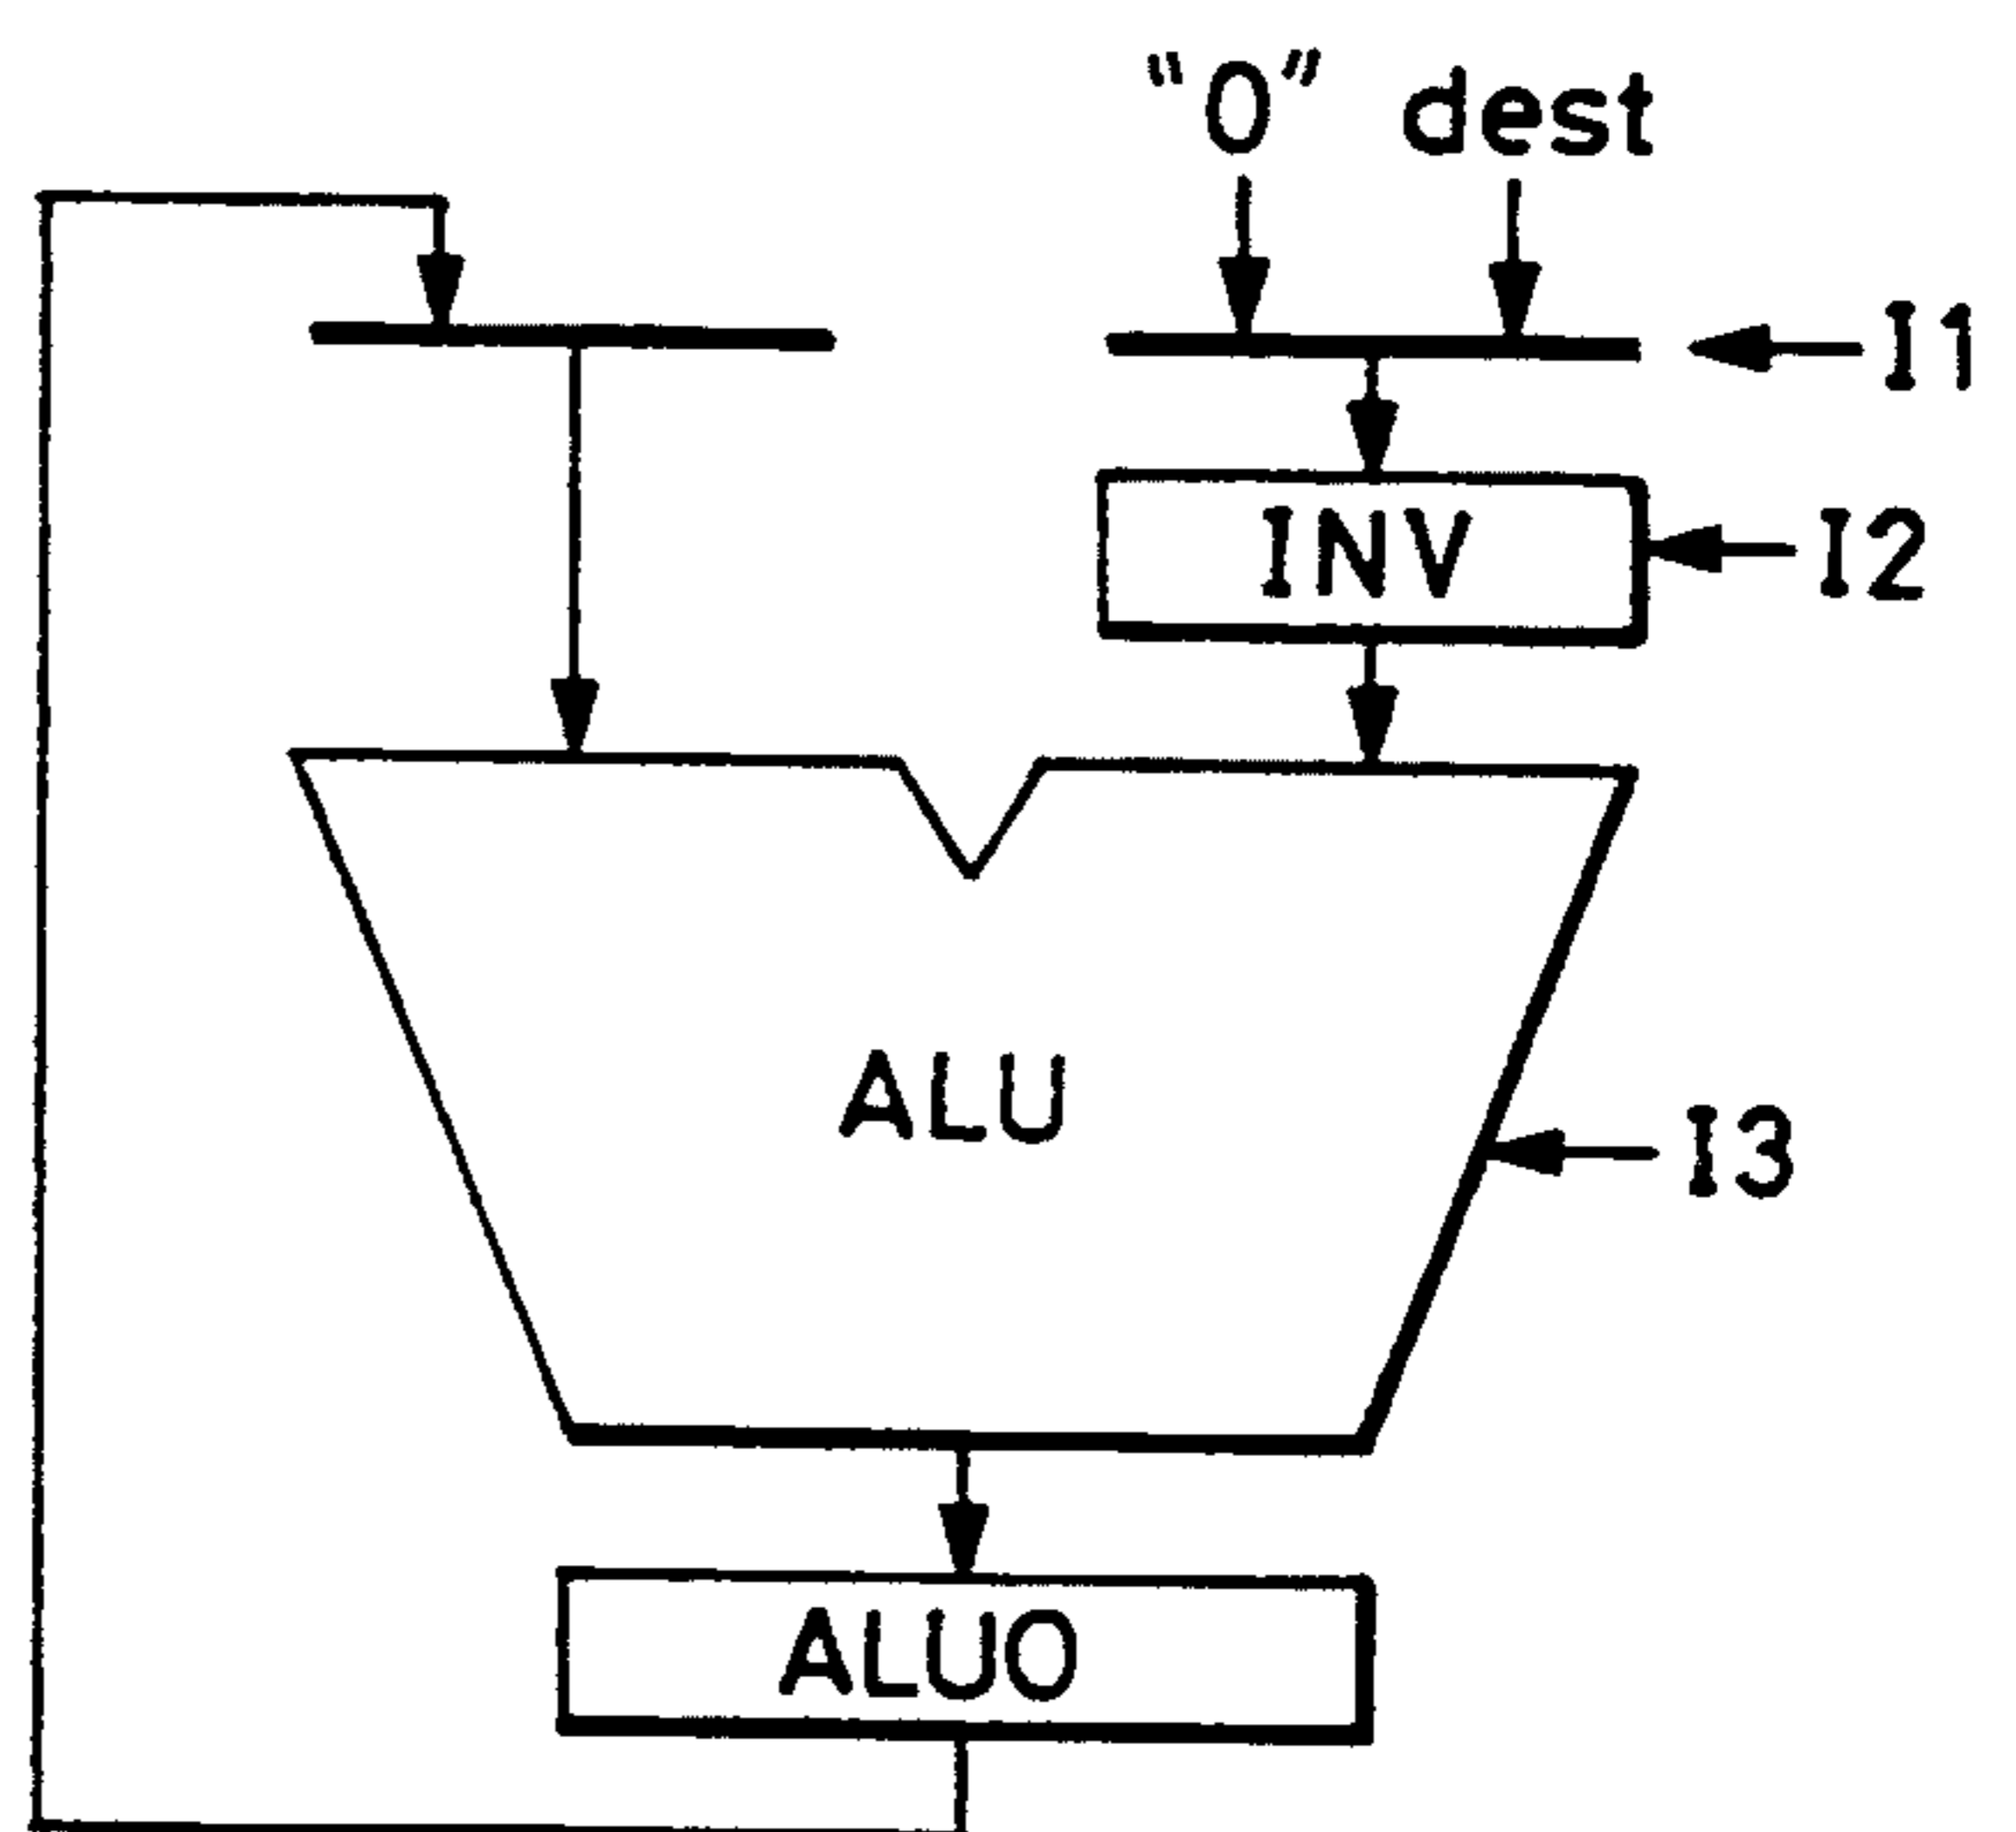 “0” dest
I1
INV
I2
ALU
I3
ALUO